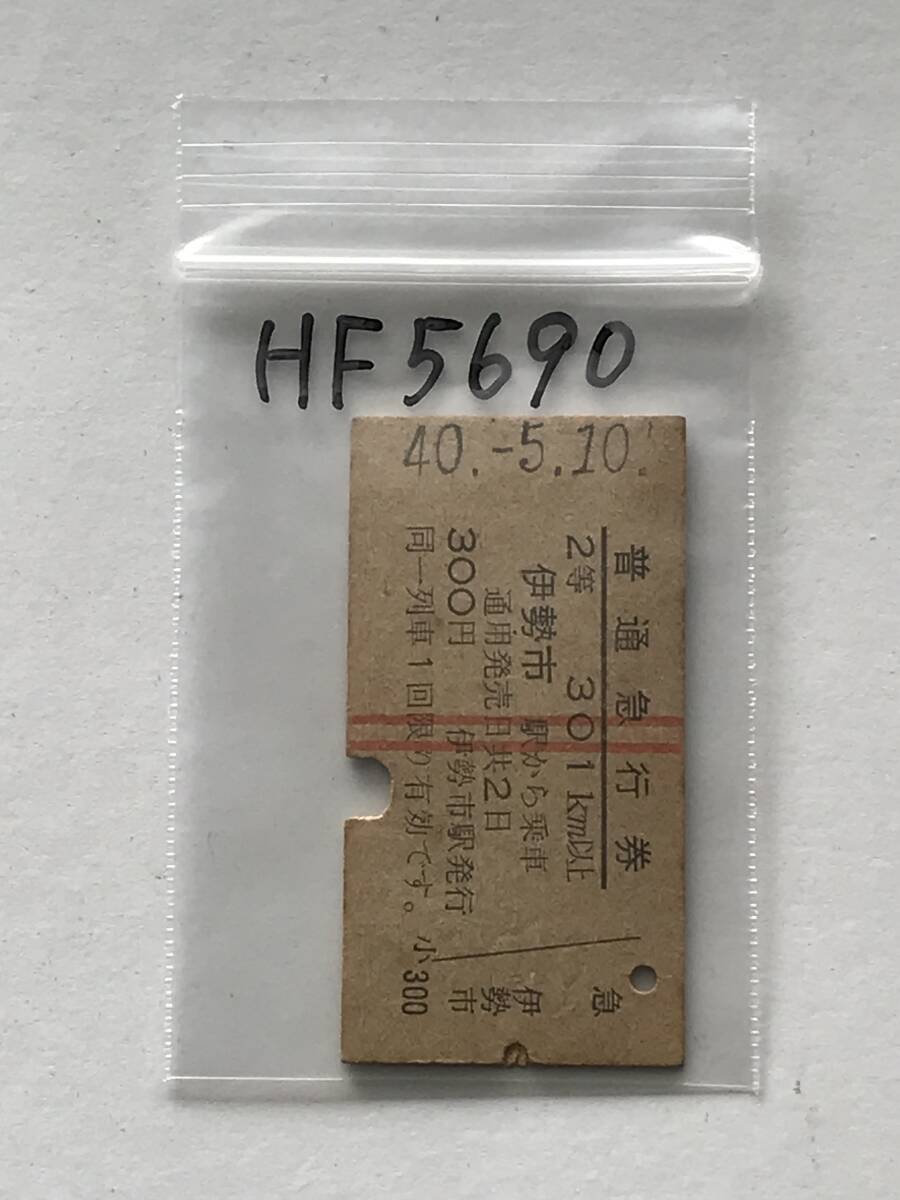 HF5690
40.-5.10.
普通急行券
2等 301km以上
伊勢市 駅から乗車
通用発売日共2日
300円 伊勢市駅発行
同一列車1回限り有効です。
急
伊勢市
小300